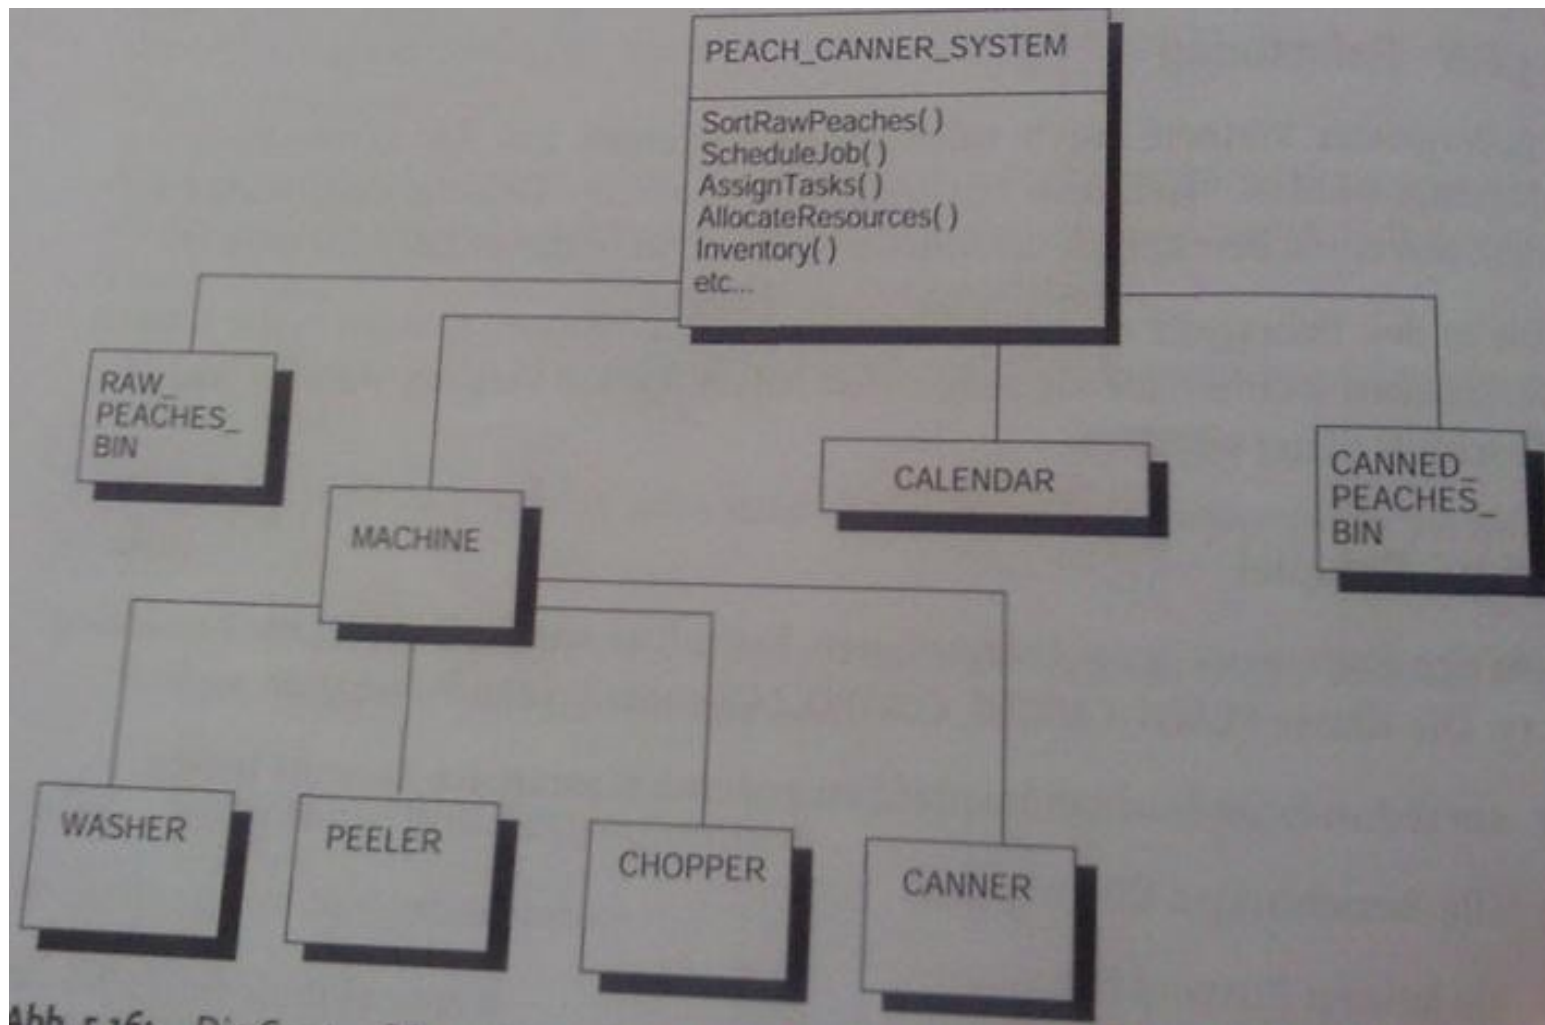 PEACH_CANNER_SYSTEM
SortRawPeaches( )
ScheduleJob( )
AssignTasks( )
AllocateResources( )
Inventory( )
etc...
RAW_
PEACHES_
BIN
MACHINE
CALENDAR
CANNED_
PEACHES_
BIN
WASHER
PEELER
CHOPPER
CANNER
Abb.